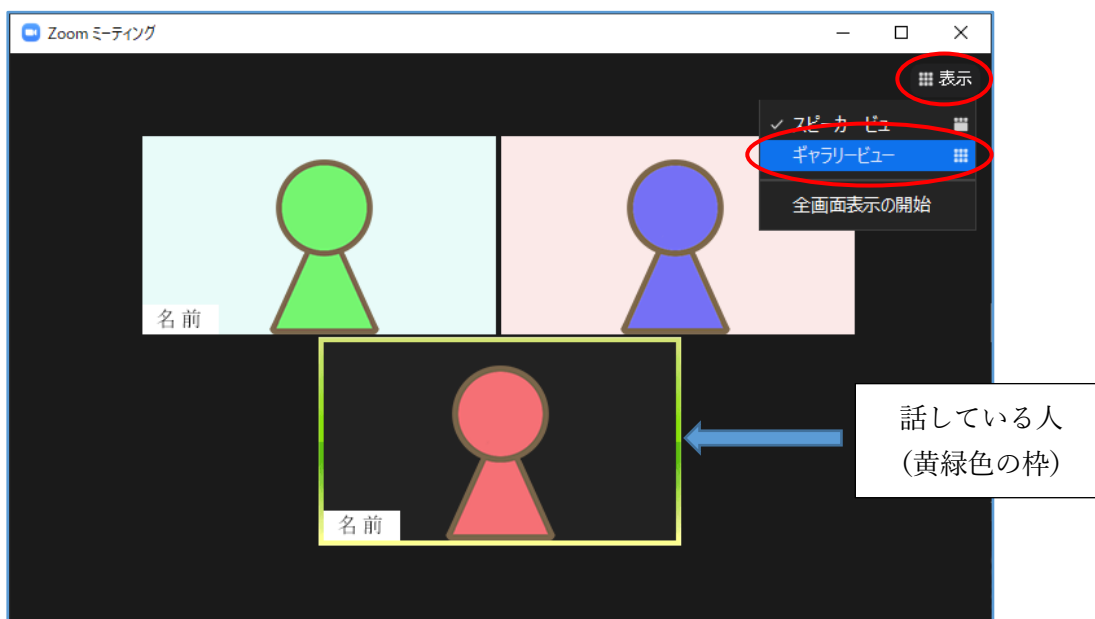 Zoom ミーティング
表示
スピーカービュー
ギャラリービュー
全画面表示の開始
名前
名前
話している人
(黄緑色の枠)